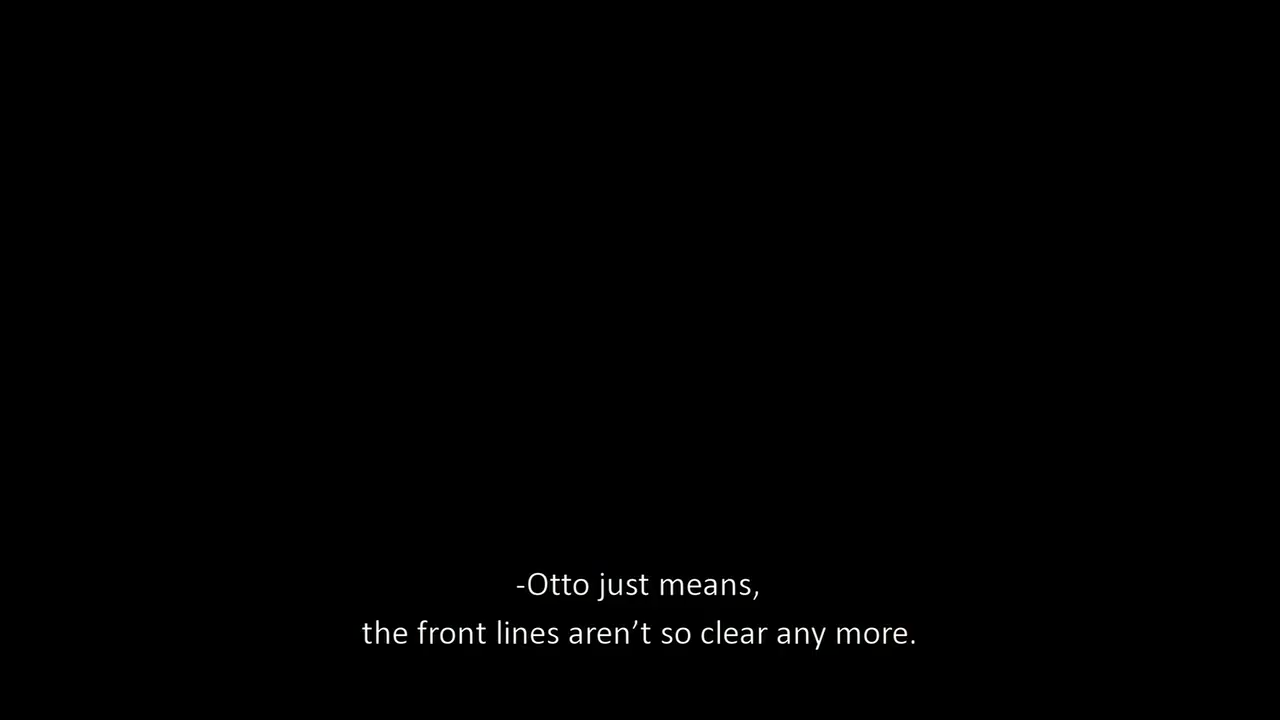 -Otto just means,
the front lines aren’t so clear any more.